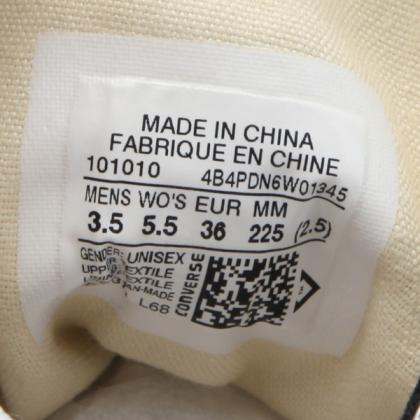 MADE IN CHINA
FABRIQUE EN CHINE
101010 4B4PDN6W01345
MENS WO'S EUR MM
3.5 5.5 36 225 (2.5)
GENDER: UNISEX
TEXTILE
TEXTILE
MAN-MADE
L68
CONVERSE